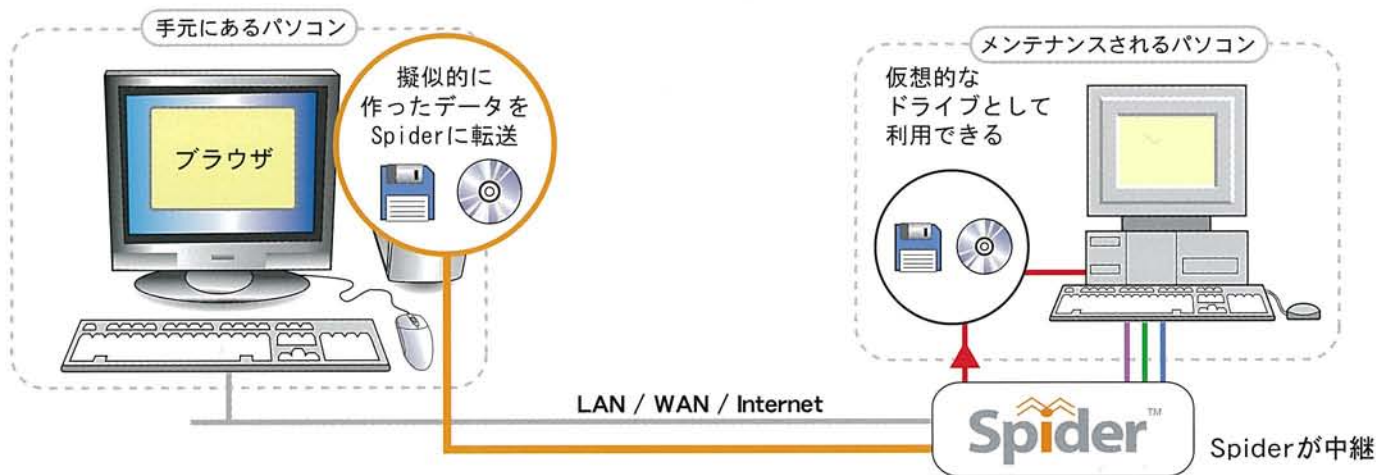 手元にあるパソコン
ブラウザ
擬似的に
作ったデータを
Spiderに転送
メンテナンスされるパソコン
仮想的な
ドライブとして
利用できる
LAN / WAN / Internet
Spider™
Spiderが中継